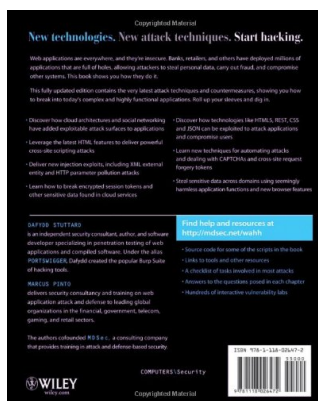 Copyrighted Material
New technologies. New attack techniques. Start hacking.
Web applications are everywhere, and they're insecure. Banks, retailers, and others have deployed millions of
applications that are full of holes, allowing attackers to steal personal data, carry out fraud, and compromise
other systems. This book shows you how they do it.
This fully updated edition contains the very latest attack techniques and countermeasures, showing you how
to break into today's complex and highly functional applications. Roll up your sleeves and dig in.
• Discover how cloud architectures and social networking
have added exploitable attack surfaces to applications
• Leverage the latest HTML features to deliver powerful
cross-site scripting attacks
• Deliver new injection exploits, including XML external
entity and HTTP parameter pollution attacks
• Learn how to break encrypted session tokens and
other sensitive data found in cloud services
• Discover how technologies like HTML5, REST, CSS
and JSON can be exploited to attack applications
and compromise users
• Learn new techniques for automating attacks
and dealing with CAPTCHAs and cross-site request
forgery tokens
• Steal sensitive data across domains using seemingly
harmless application functions and new browser features
DAFYDD STUTTARD
is an independent security consultant, author, and software
developer specializing in penetration testing of web
applications and compiled software. Under the alias
PORTSWIGGER, Dafydd created the popular Burp Suite
of hacking tools.
MARCUS PINTO
delivers security consultancy and training on web
application attack and defense to leading global
organizations in the financial, government, telecom,
gaming, and retail sectors.
The authors cofounded MDSec, a consulting company
that provides training in attack and defense-based security.
Find help and resources at
http://mdsec.net/wahh
• Source code for some of the scripts in the book
• Links to tools and other resources
• A checklist of tasks involved in most attacks
• Answers to the questions posed in each chapter
• Hundreds of interactive vulnerability labs
COMPUTERS/Security
WILEY
wiley.com
ISBN 978-1-118-02647-2
Copyrighted Material